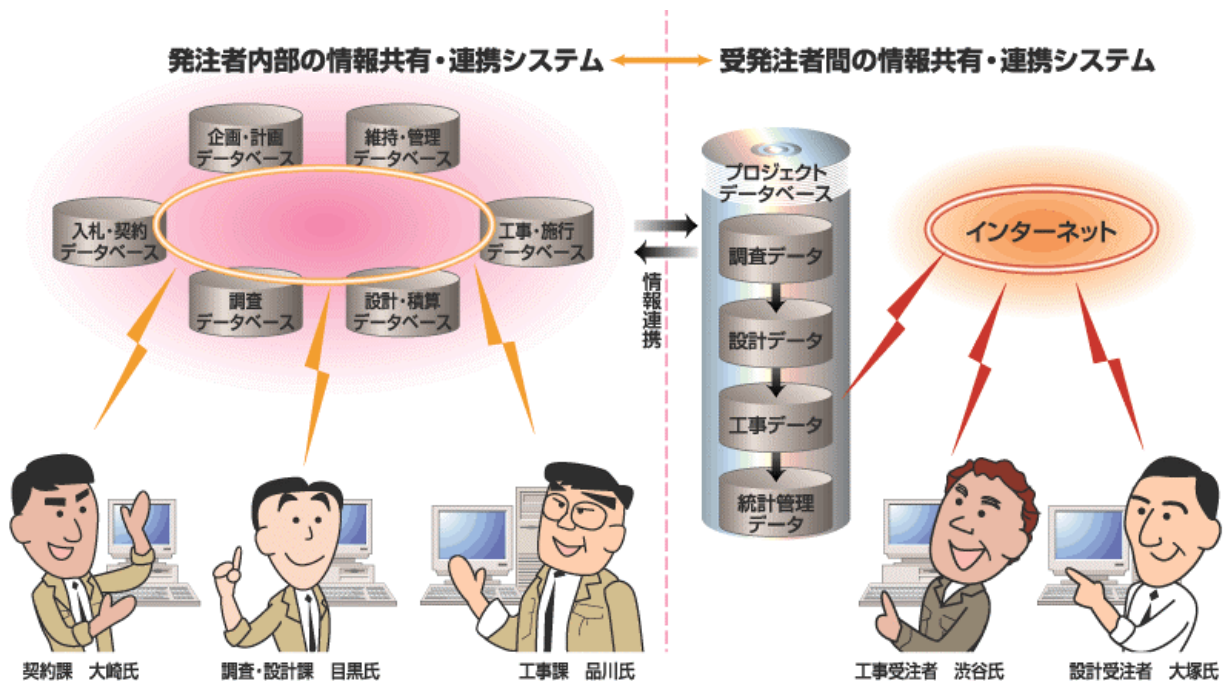 発注者内部の情報共有・連携システム
受発注者間の情報共有・連携システム
企画・計画
データベース
維持・管理
データベース
入札・契約
データベース
工事・施行
データベース
調査
データベース
設計・積算
データベース
情報連携
プロジェクト
データベース
調査データ
設計データ
工事データ
統計管理
データ
インターネット
契約課 大崎氏
調査・設計課 目黒氏
工事課 品川氏
工事受注者 渋谷氏
設計受注者 大塚氏